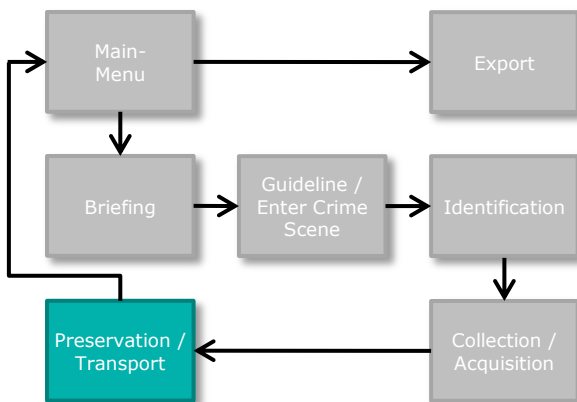 Main-
Menu
Export
Briefing
Guideline /
Enter Crime
Scene
Identification
Preservation /
Transport
Collection /
Acquisition